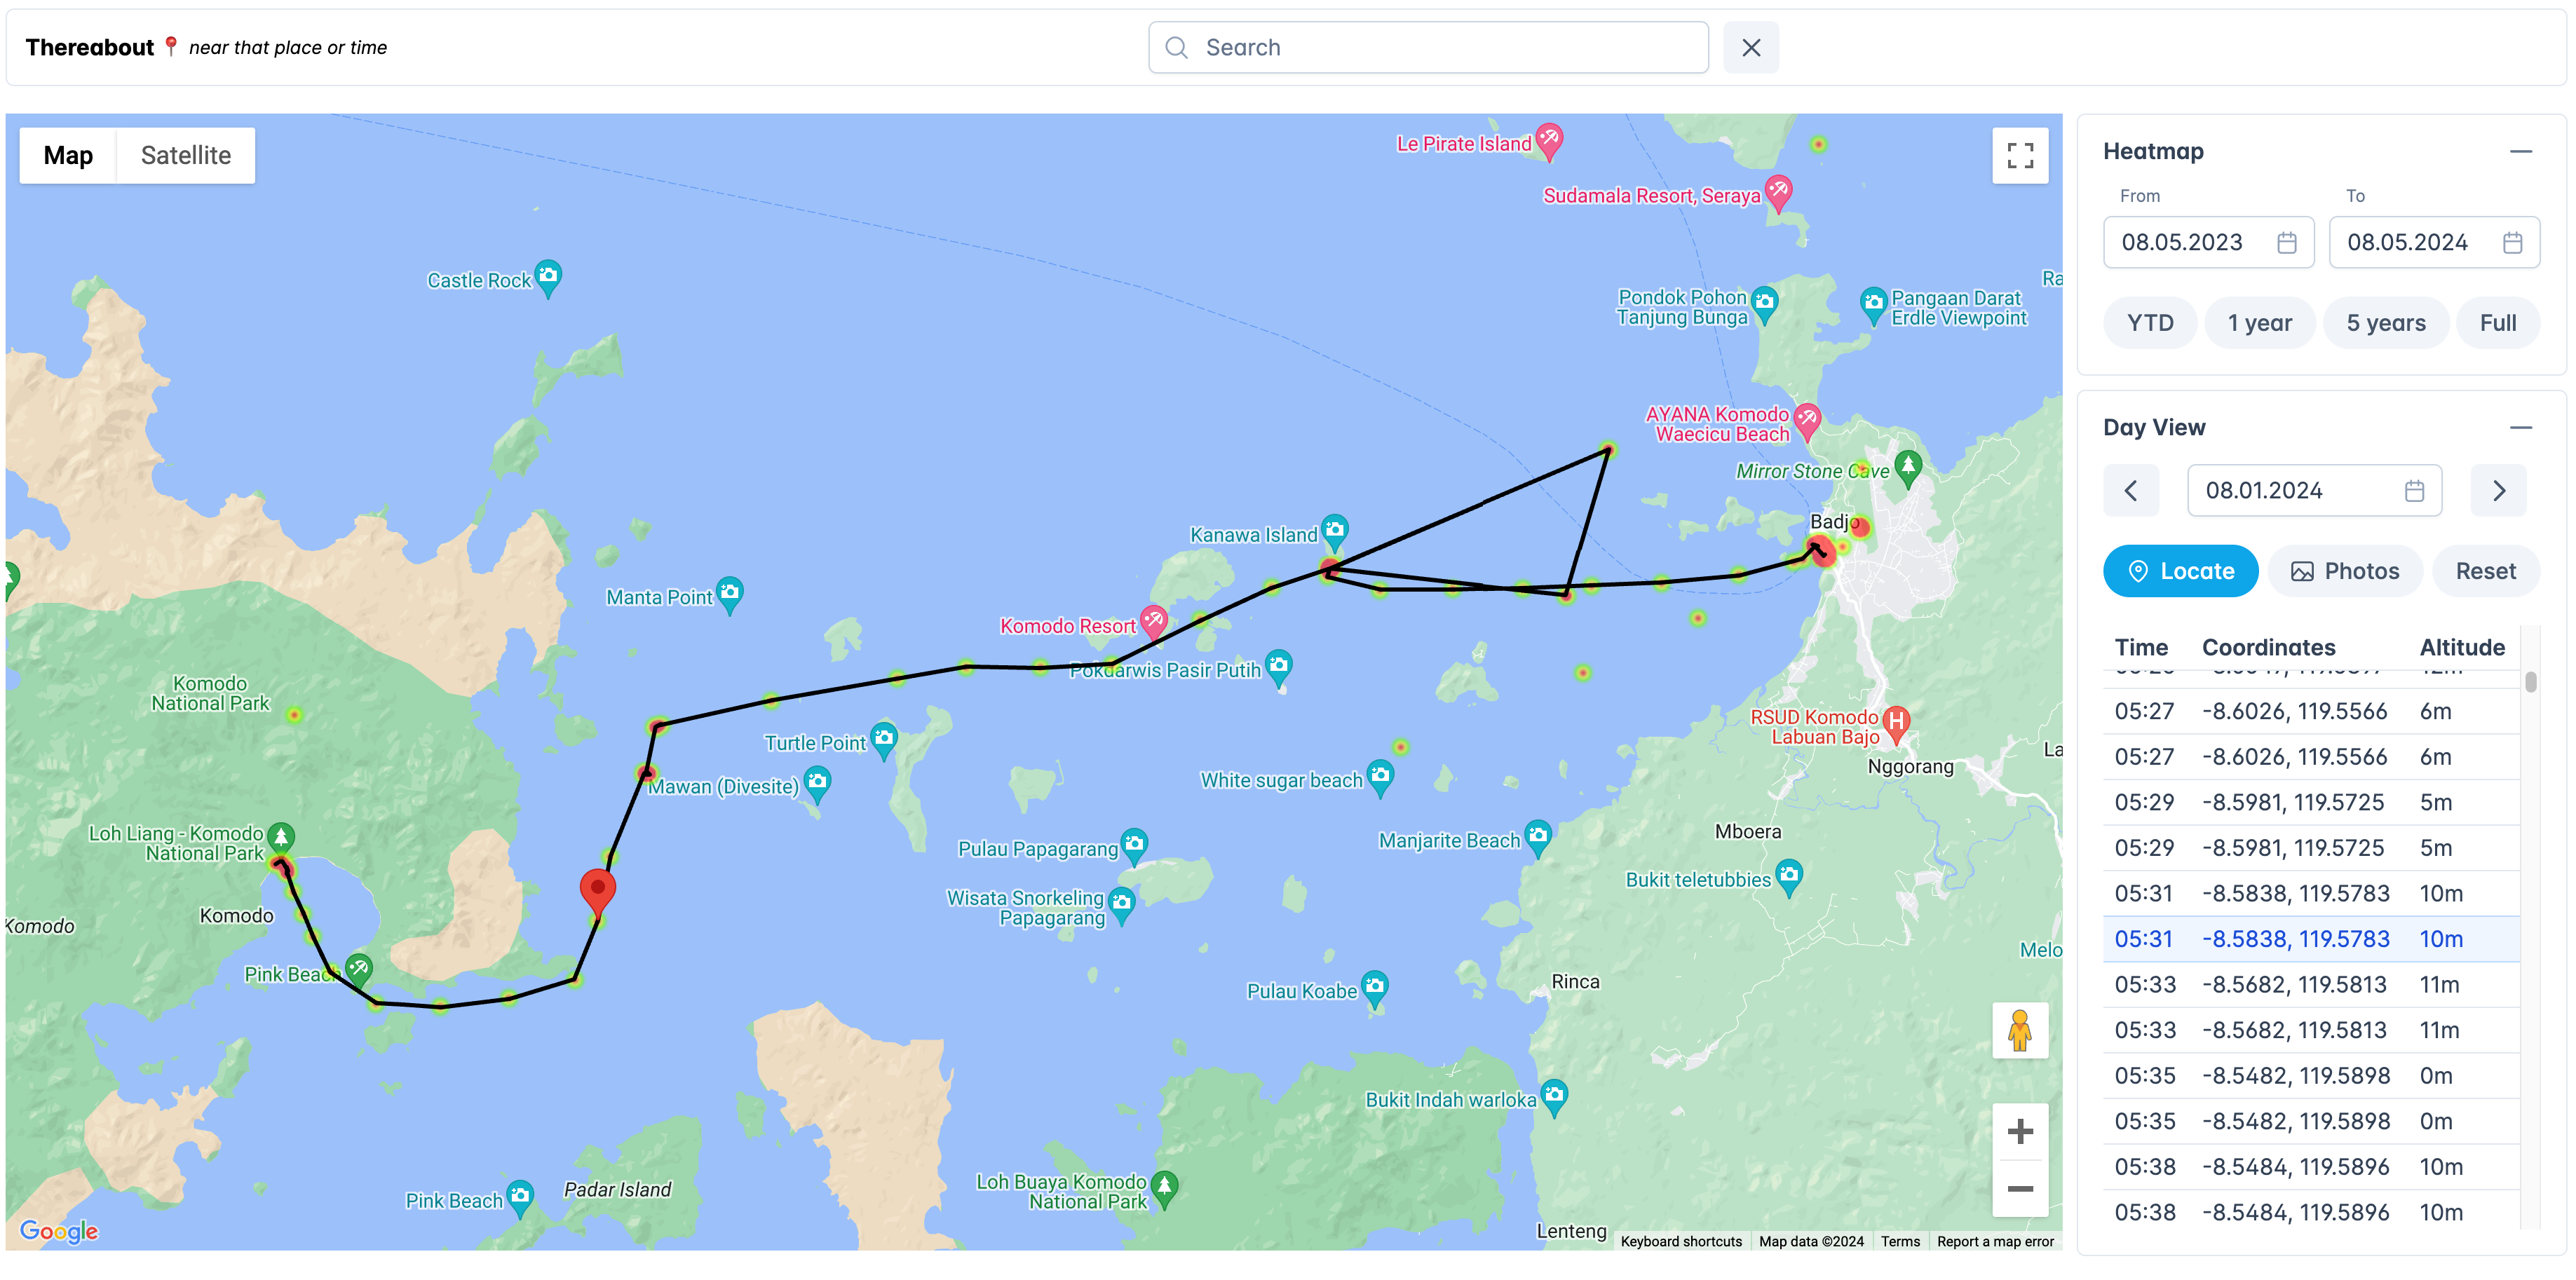 Thereabout near that place or time
Search
Map
Satellite
Le Pirate Island
Sudamala Resort, Seraya
Castle Rock
Pondok Pohon
Tanjung Bunga
Pangaan Darat
Erdle Viewpoint
Ra
AYANA Komodo
Waecicu Beach
Mirror Stone Cave
Badjo
Kanawa Island
Manta Point
Komodo Resort
Pokdarwis Pasir Putih
Komodo
National Park
Turtle Point
Mawan (Divesite)
RSUD Komodo
Labuan Bajo
La
Nggorang
White sugar beach
Loh Liang - Komodo
National Park
Pulau Papagarang
Manjarite Beach
Mboera
Bukit teletubbies
Wisata Snorkeling
Papagarang
Komodo
Komodo
Pink Beach
Melo
Pulau Koabe
Rinca
Bukit Indah warloka
Loh Buaya Komodo
National Park
Padar Island
Pink Beach
Lenteng
Google
Keyboard shortcuts
Map data ©2024
Terms
Report a map error
Heatmap
From
To
08.05.2023
08.05.2024
YTD
1 year
5 years
Full
Day View
08.01.2024
Locate
Photos
Reset
Time Coordinates Altitude
05:27 -8.6026, 119.5566 6m
05:27 -8.6026, 119.5566 6m
05:29 -8.5981, 119.5725 5m
05:29 -8.5981, 119.5725 5m
05:31 -8.5838, 119.5783 10m
05:31 -8.5838, 119.5783 10m
05:33 -8.5682, 119.5813 11m
05:33 -8.5682, 119.5813 11m
05:35 -8.5482, 119.5898 0m
05:35 -8.5482, 119.5898 0m
05:38 -8.5484, 119.5896 10m
05:38 -8.5484, 119.5896 10m